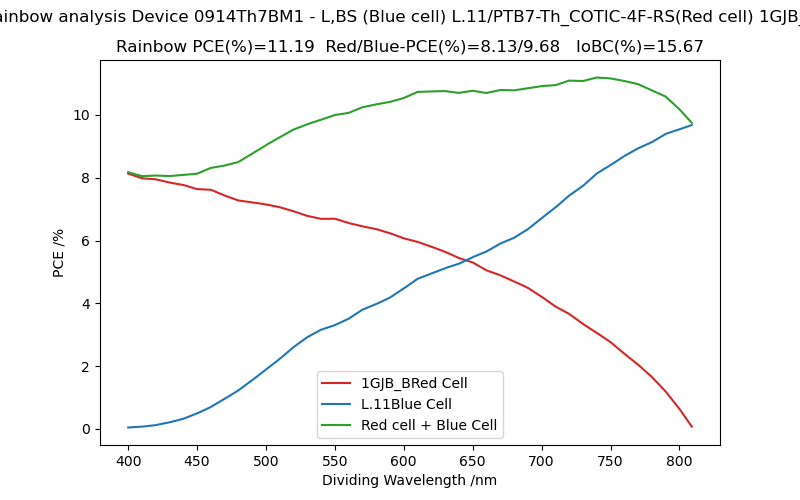 ainbow analysis Device 0914Th7BM1 - L,BS (Blue cell) L.11/PTB7-Th_COTIC-4F-RS(Red cell) 1GJB_
Rainbow PCE(%)=11.19 Red/Blue-PCE(%)=8.13/9.68 IoBC(%)=15.67
PCE /%
10
8
6
4
2
0
1GJB_BRed Cell
L.11Blue Cell
Red cell + Blue Cell
400 450 500 550 600 650 700 750 800
Dividing Wavelength /nm